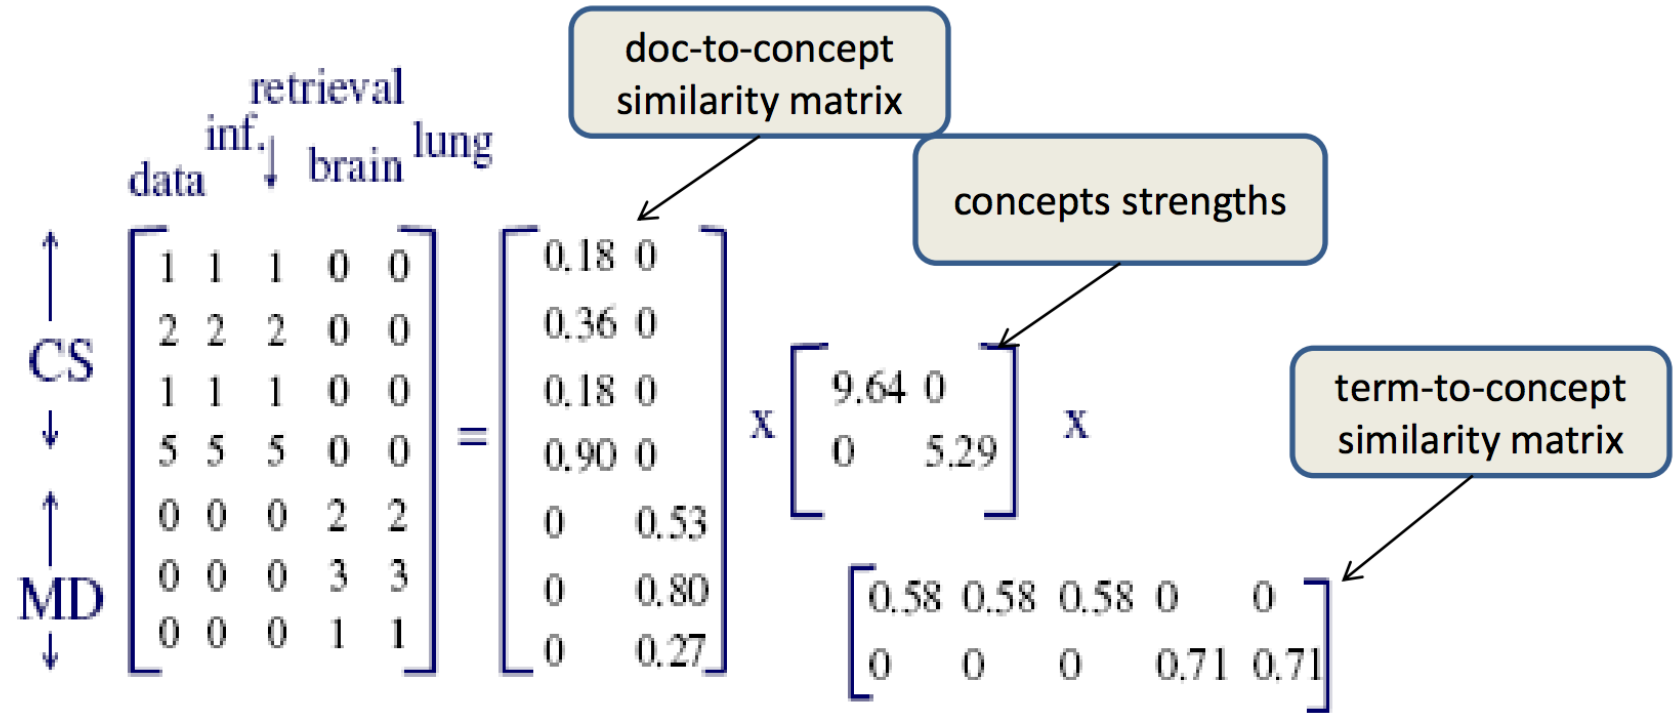 doc-to-concept
similarity matrix
retrieval
inf.
lung
brain
data
concepts strengths
1 1 1 0 0
2 2 2 0 0
1 1 1 0 0
5 5 5 0 0
0 0 0 2 2
0 0 0 3 3
0 0 0 1 1
CS
MD
=
0.18 0
0.36 0
0.18 0
0.90 0
0 0.53
0 0.80
0 0.27
x
9.64 0
0 5.29
x
term-to-concept
similarity matrix
0.58 0.58 0.58 0 0
0 0 0 0.71 0.71